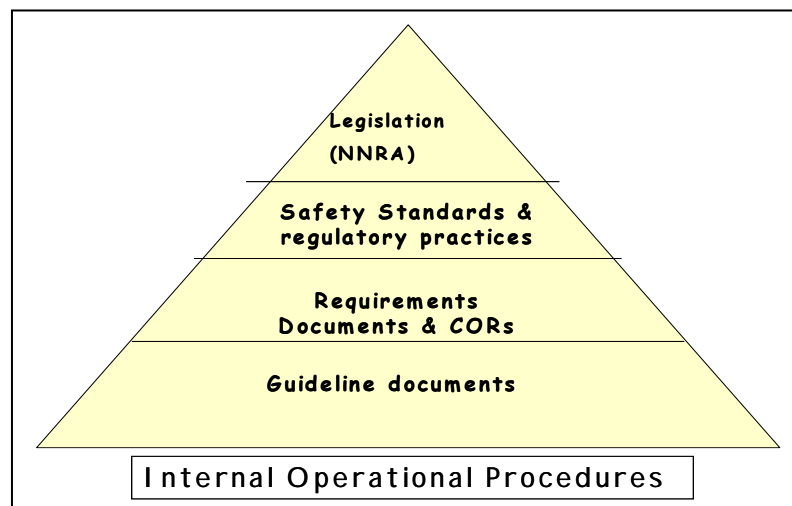 Legislation
(NNRA)
Safety Standards &
regulatory practices
Requirements
Documents & CORs
Guideline documents
Internal Operational Procedures